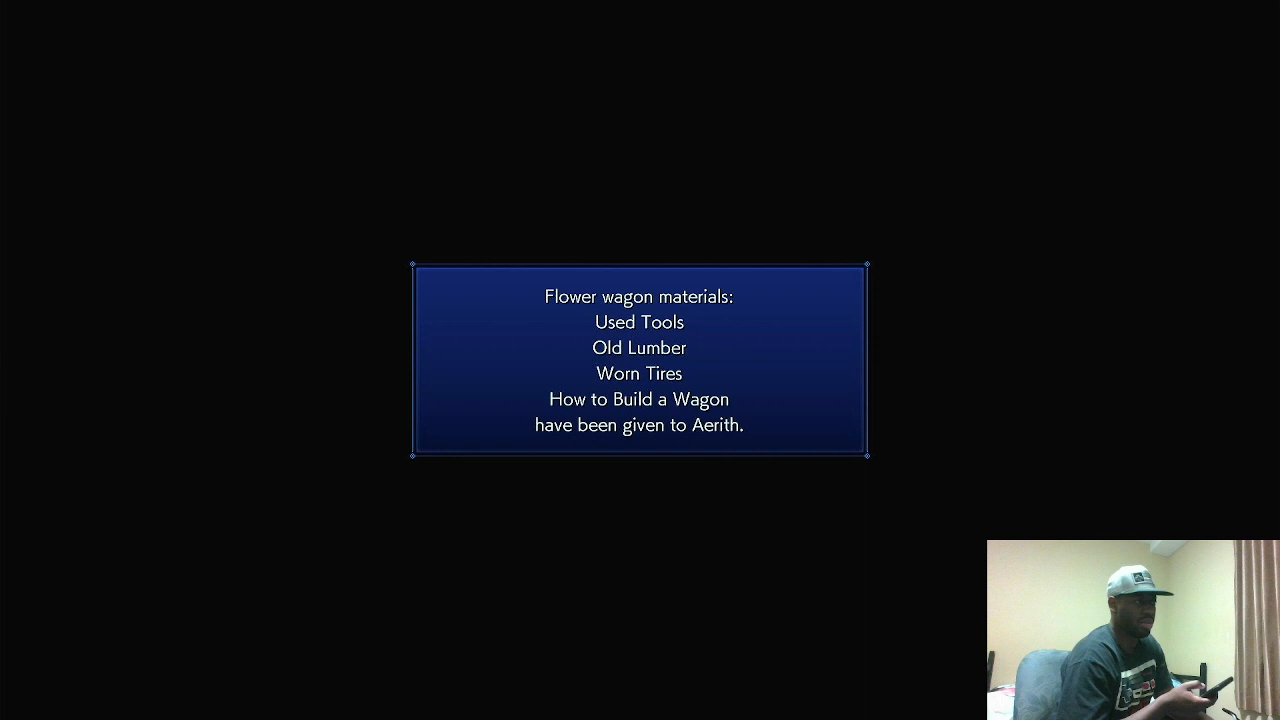 Flower wagon materials:
Used Tools
Old Lumber
Worn Tires
How to Build a Wagon
have been given to Aerith.